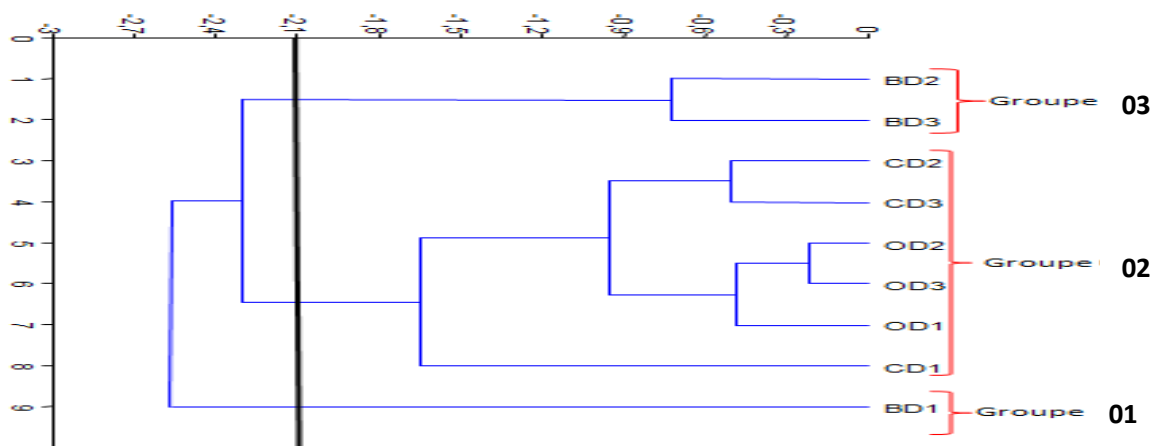 -3 -2,7 -2,4 -2,1 -1,8 -1,5 -1,2 -0,9 -0,6 -0,3 0
0
1 BD2
Groupe 03
2 BD3
3 CD2
4 CD3
5 OD2
Groupe 02
6 OD3
7 OD1
8 CD1
9 BD1
Groupe 01